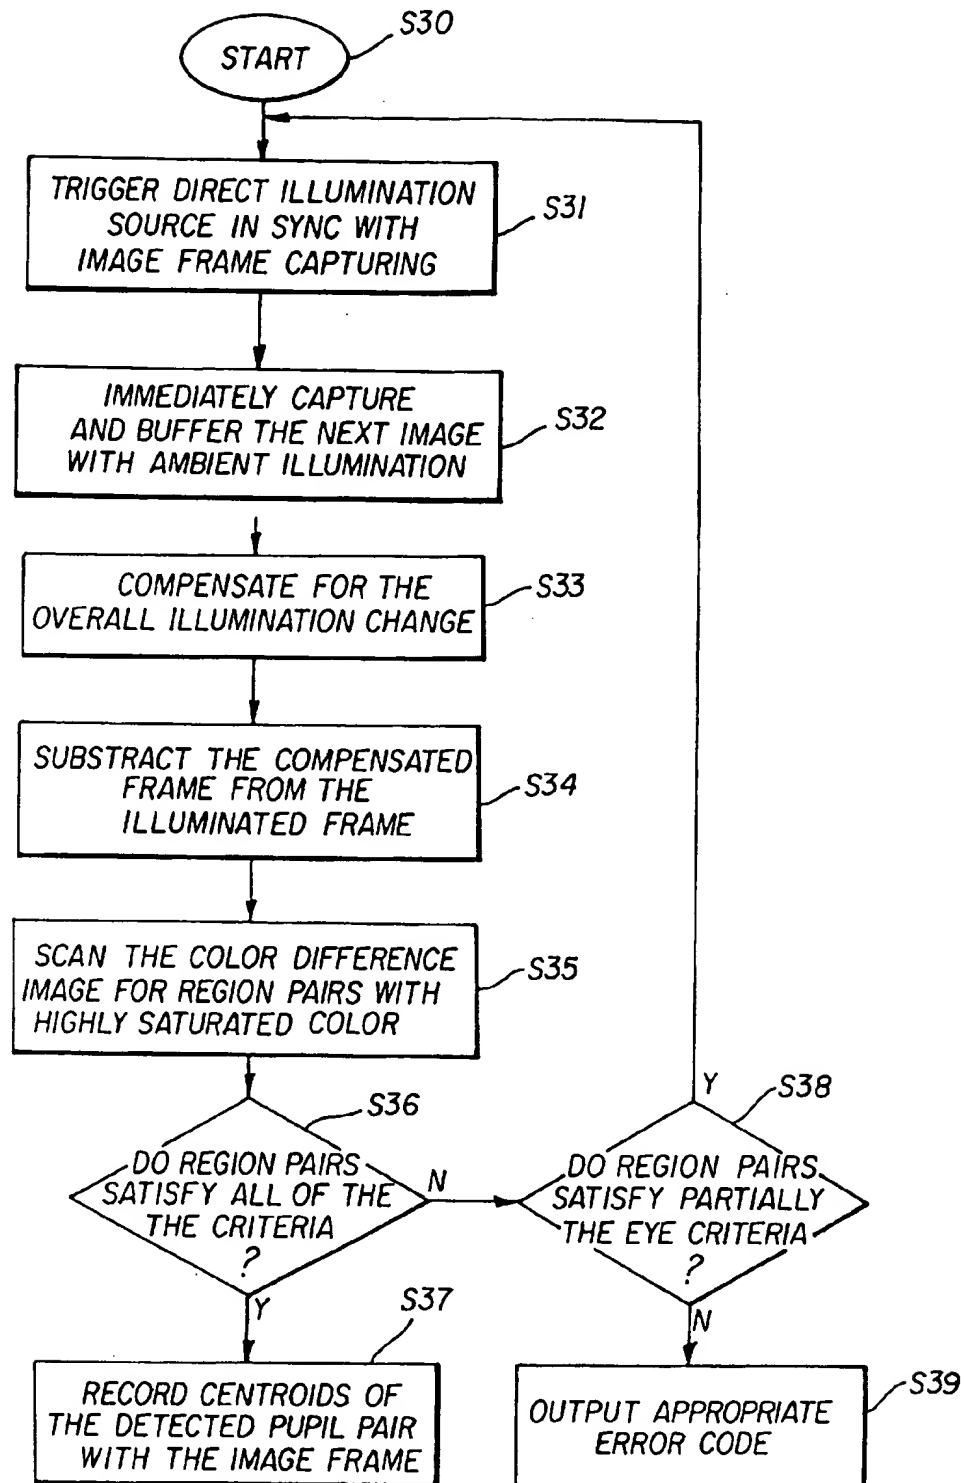 START
S30
TRIGGER DIRECT ILLUMINATION
SOURCE IN SYNC WITH
IMAGE FRAME CAPTURING
S31
IMMEDIATELY CAPTURE
AND BUFFER THE NEXT IMAGE
WITH AMBIENT ILLUMINATION
S32
COMPENSATE FOR THE
OVERALL ILLUMINATION CHANGE
S33
SUBSTRACT THE COMPENSATED
FRAME FROM THE
ILLUMINATED FRAME
S34
SCAN THE COLOR DIFFERENCE
IMAGE FOR REGION PAIRS WITH
HIGHLY SATURATED COLOR
S35
DO REGION PAIRS
SATISFY ALL OF THE
THE CRITERIA
?
S36
N
Y
DO REGION PAIRS
SATISFY PARTIALLY
THE EYE CRITERIA
?
S38
Y
N
RECORD CENTROIDS OF
THE DETECTED PUPIL PAIR
WITH THE IMAGE FRAME
S37
OUTPUT APPROPRIATE
ERROR CODE
S39